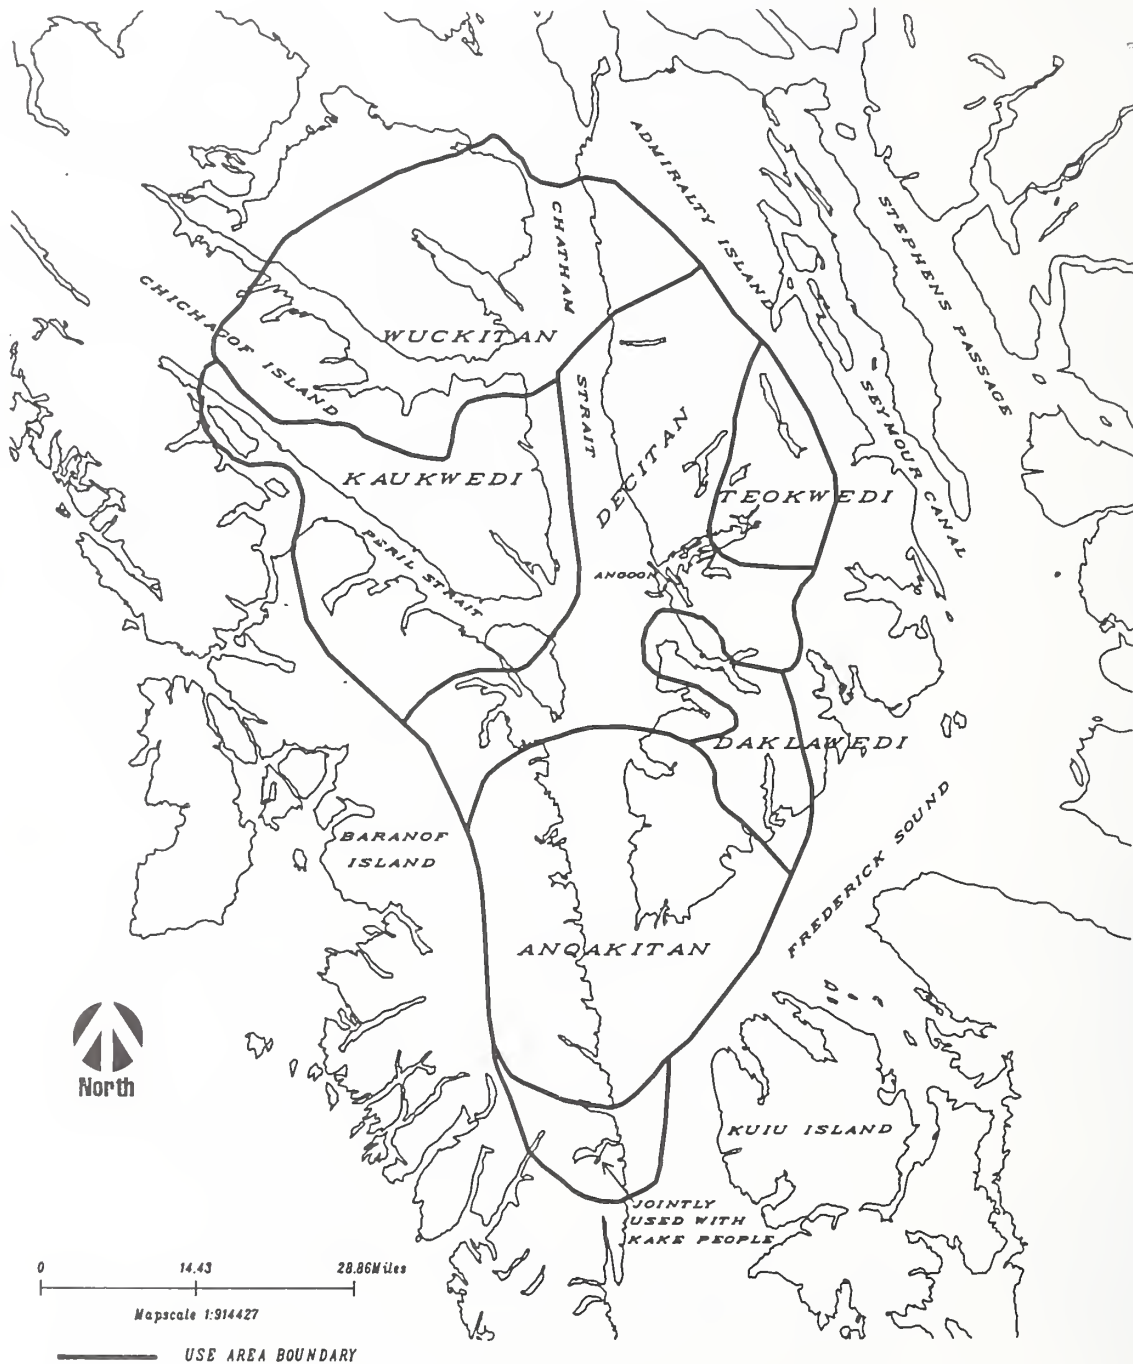 ADMIRALTY ISLAND
STEPHENS PASSAGE
CHATHAM
STRAIT
CHICHAGOF ISLAND
WUCKITAN
SEYMOUR CANAL
DECITAN
KAUKWEDI
TEOKWEDI
PERIL STRAIT
ANGOON
DAKLAWEDI
BARANOF
ISLAND
FREDERICK SOUND
ANQAKITAN
North
KUIU ISLAND
JOINTLY
USED WITH
KAKE PEOPLE
0 14.43 28.86Miles
Mapscale 1:914427
USE AREA BOUNDARY